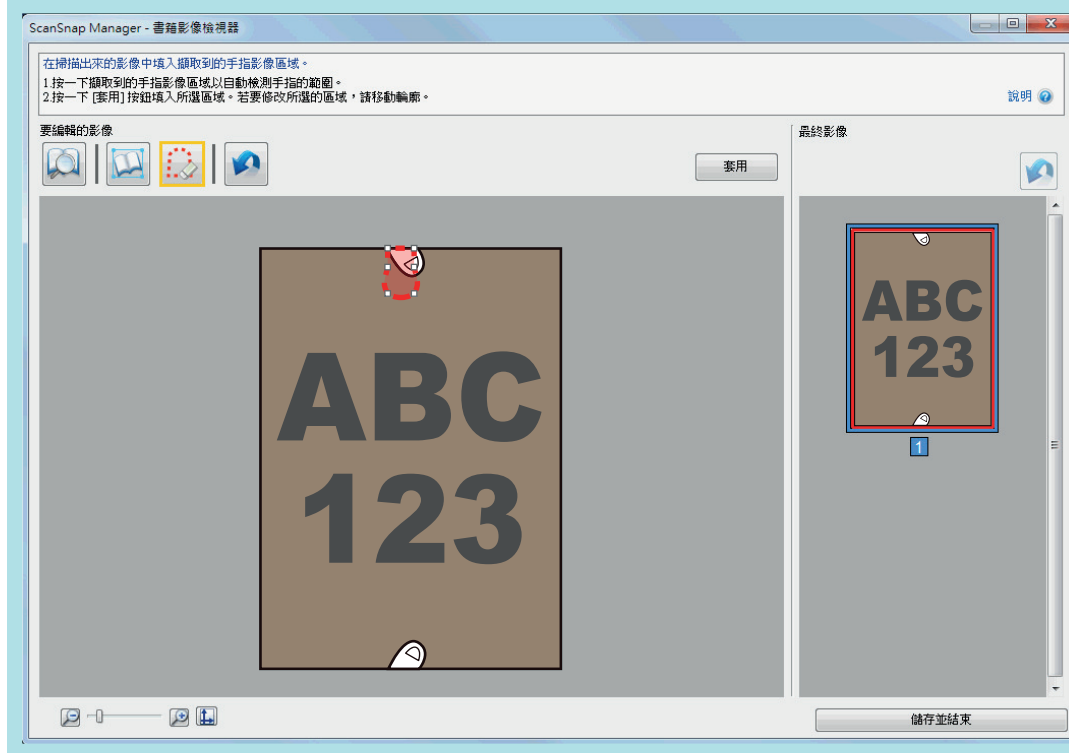 ScanSnap Manager - 書籍影像檢視器
在掃描出來的影像中填入擷取到的手指影像區域。
1.按一下擷取到的手指影像區域以自動檢測手指的範圍。
2.按一下 [套用] 按鈕填入所選區域。若要修改所選的區域，請移動輪廓。
說明
要編輯的影像
最終影像
套用
ABC
123
ABC
123
1
儲存並結束